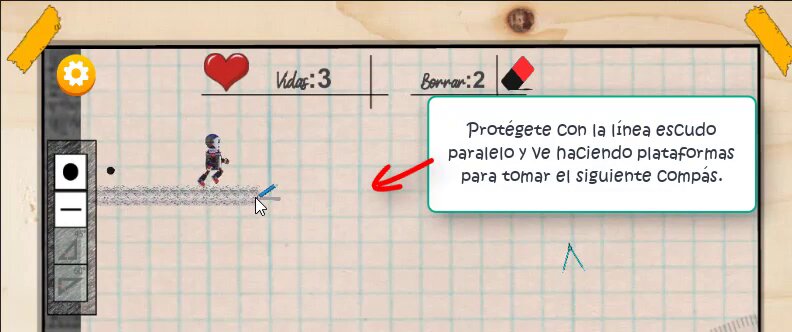 Vidas:3
Borrar:2
Protégete con la línea escudo
paralelo y ve haciendo plataformas
para tomar el siguiente compás.